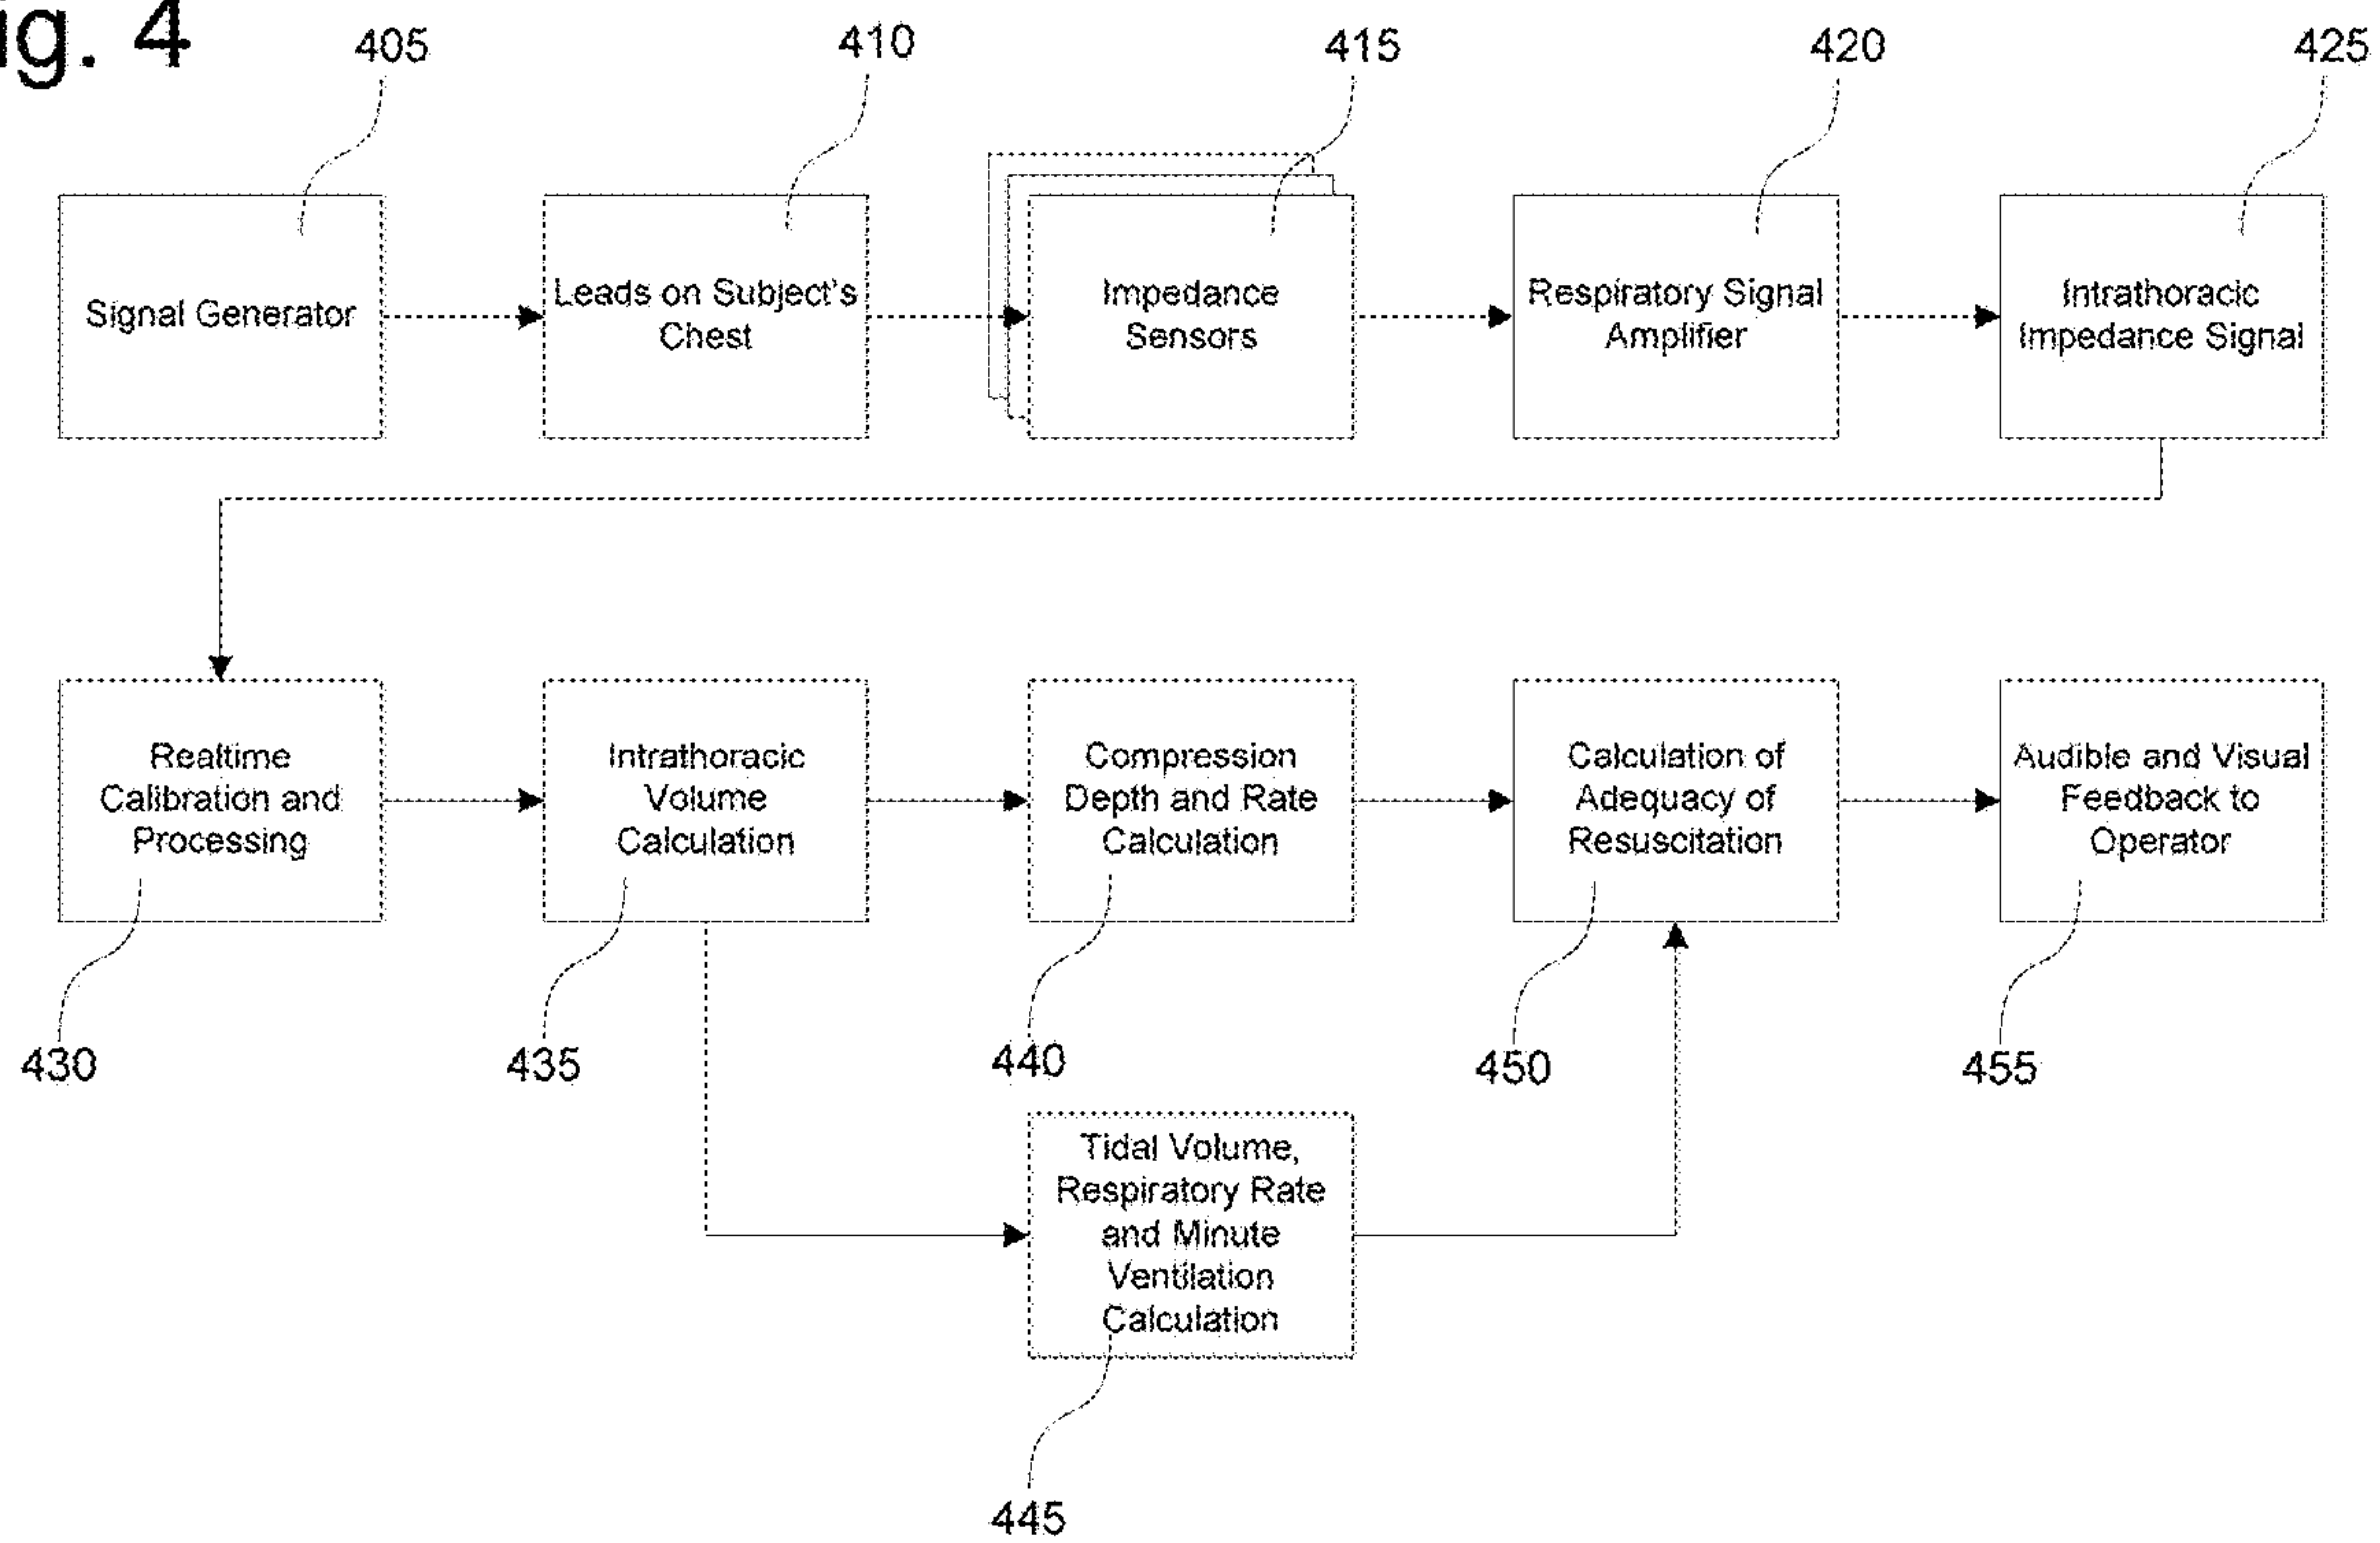 ig. 4
405
410
415
420
425
Signal Generator
Leads on Subject's
Chest
Impedance
Sensors
Respiratory Signal
Amplifier
Intrathoracic
Impedance Signal
Realtime
Calibration and
Processing
Intrathoracic
Volume
Calculation
Compression
Depth and Rate
Calculation
Calculation of
Adequacy of
Resuscitation
Audible and Visual
Feedback to
Operator
430
435
440
450
455
Tidal Volume,
Respiratory Rate
and Minute
Ventilation
Calculation
445